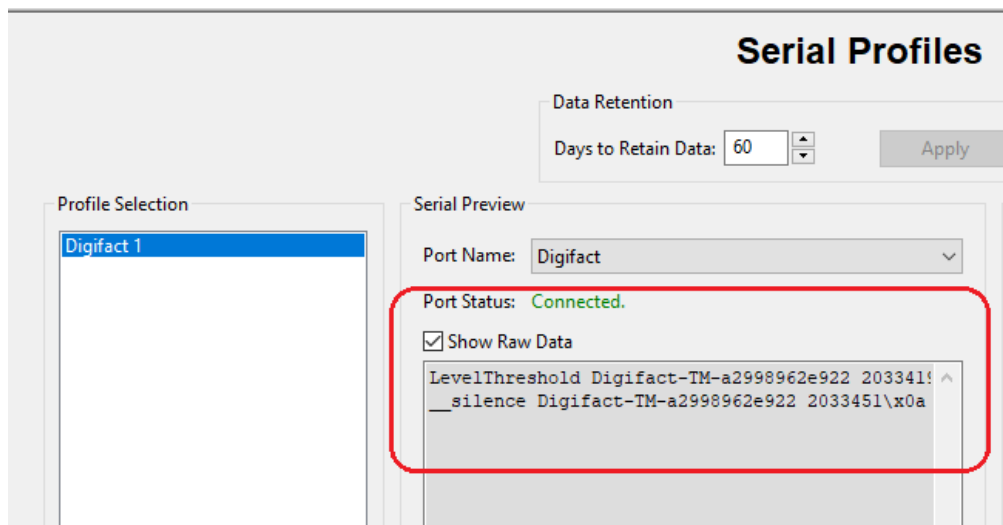 Serial Profiles
Data Retention
Days to Retain Data: 60 Apply
Profile Selection
Digifact 1
Serial Preview
Port Name: Digifact
Port Status: Connected.
Show Raw Data
LevelThreshold Digifact-TM-a2998962e922 2033419
__silence Digifact-TM-a2998962e922 2033451\x0a